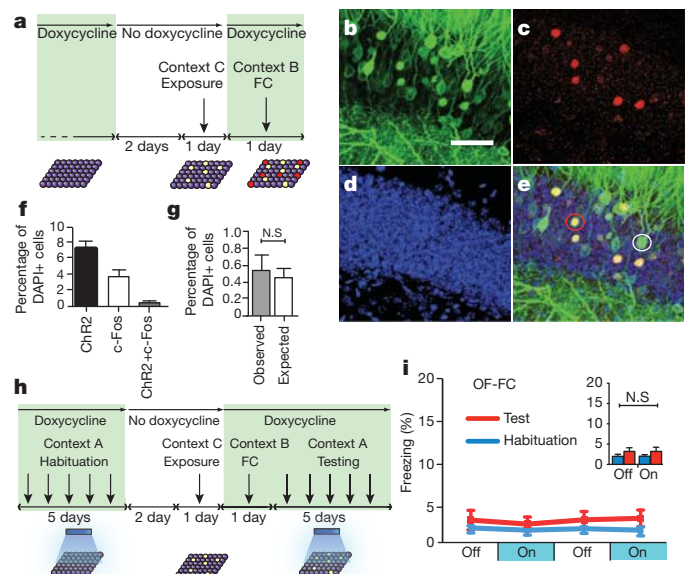 a
Doxycycline
No doxycycline
Doxycycline
Context C
Exposure
Context B
FC
2 days
1 day
1 day
b
c
d
e
f
Percentage of
DAPI+ cells
10
8
6
4
2
0
ChR2
c-Fos
ChR2+c-Fos
g
Percentage of
DAPI+ cells
N.S
1.0
0.8
0.6
0.4
0.2
0
Observed
Expected
h
Doxycycline
No doxycycline
Doxycycline
Context A
Habituation
Context C
Exposure
Context B
FC
Context A
Testing
5 days
2 day
1 day
1 day
5 days
i
Freezing (%)
20
15
10
5
0
OF-FC
Test
Habituation
Off
On
Off
On
20
15
10
5
0
N.S
Off On